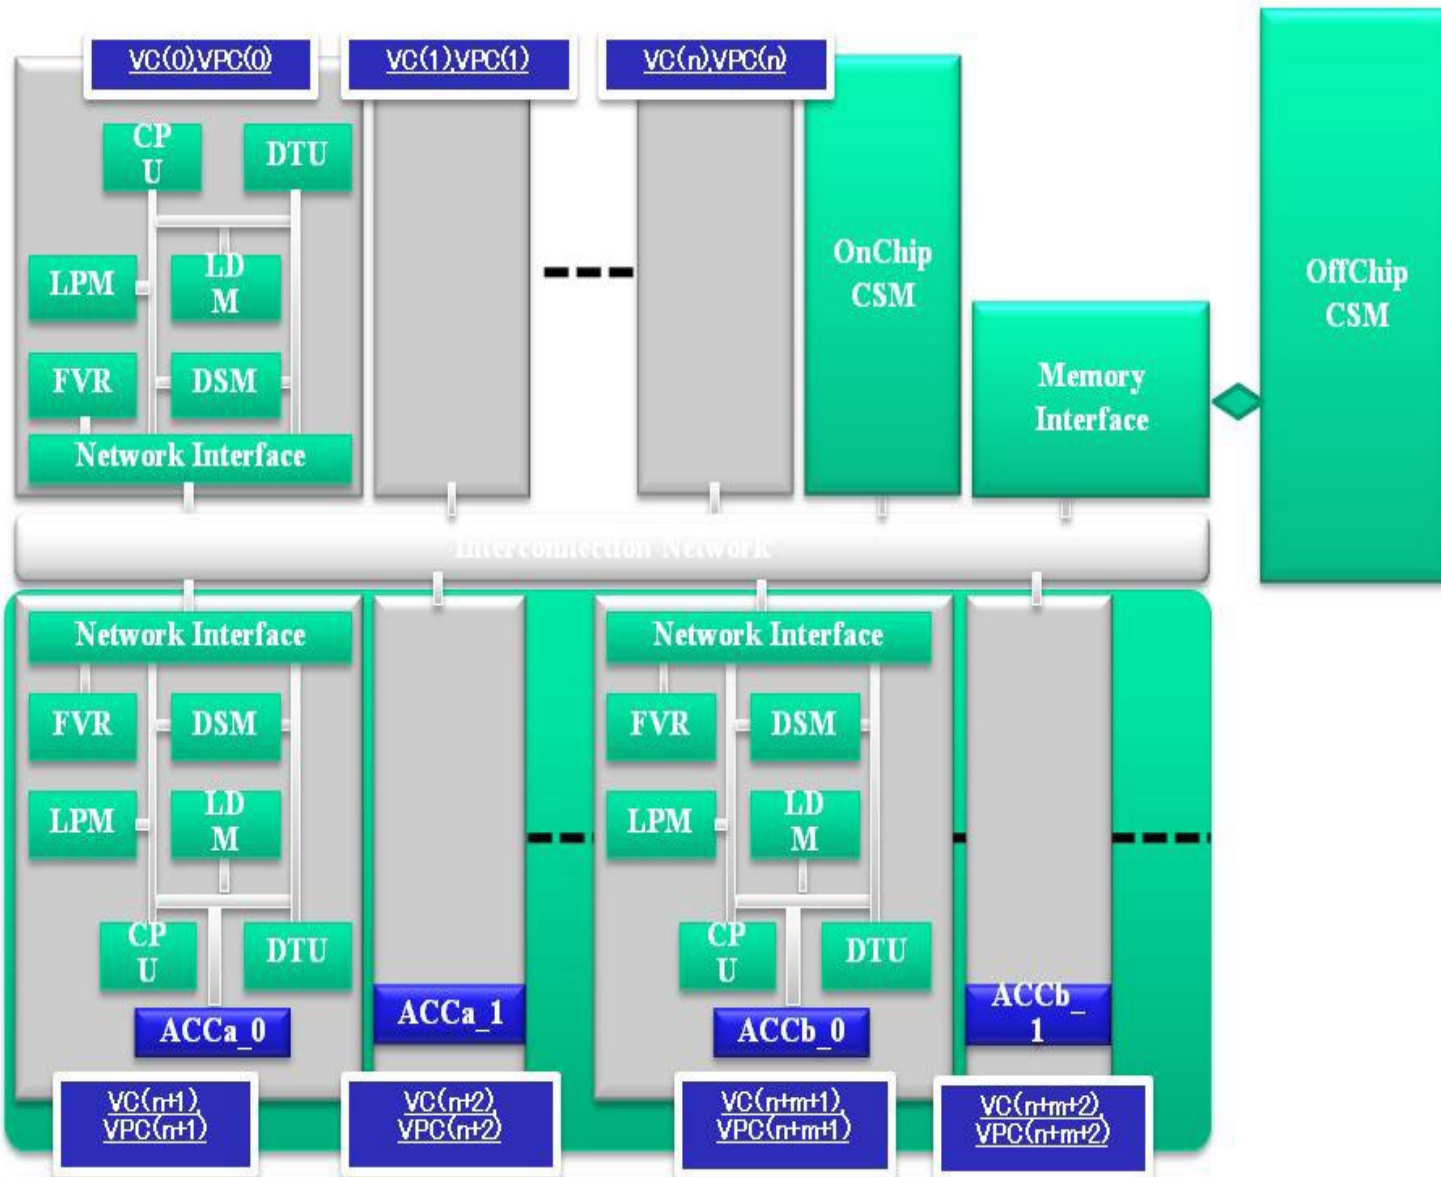 VC(0),VPC(0)
VC(1),VPC(1)
VC(n),VPC(n)
CP
U
DTU
LPM
LD
M
FVR
DSM
Network Interface
OnChip
CSM
Memory
Interface
OffChip
CSM
Interconnection Network
Network Interface
FVR
DSM
LPM
LD
M
CP
U
DTU
ACCa_0
ACCa_1
Network Interface
FVR
DSM
LPM
LD
M
CP
U
DTU
ACCb_0
ACCb_
1
VC(n+1),
VPC(n+1)
VC(n+2),
VPC(n+2)
VC(n+m+1),
VPC(n+m+1)
VC(n+m+2),
VPC(n+m+2)